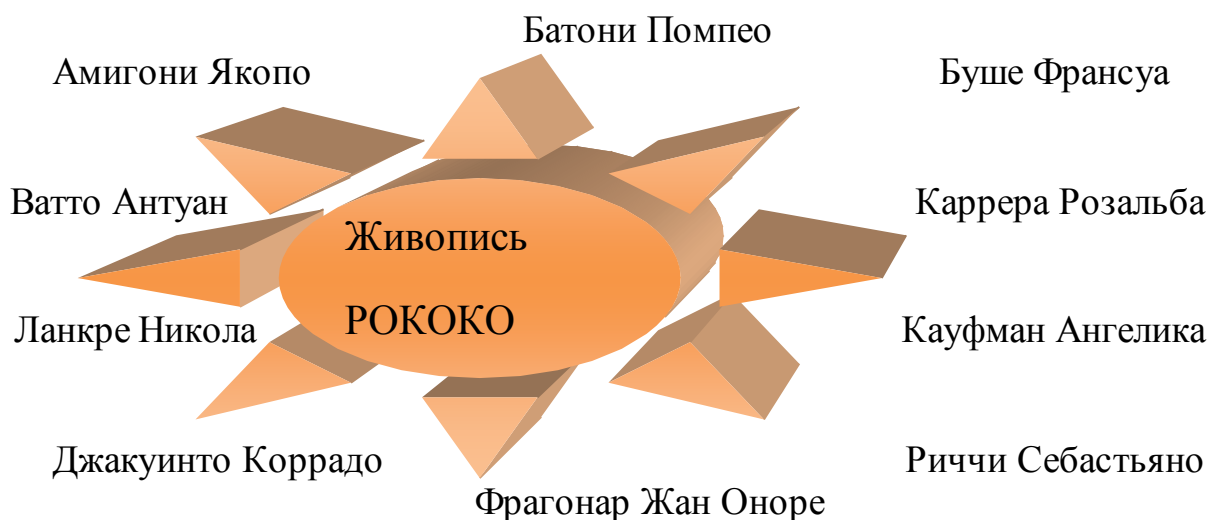 Батони Помпео
Амигони Якопо
Буше Франсуа
Ватто Антуан
Каррера Розальба
Живопись
РОКОКО
Ланкре Никола
Кауфман Ангелика
Джакуинто Коррадо
Риччи Себастьяно
Фрагонар Жан Оноре